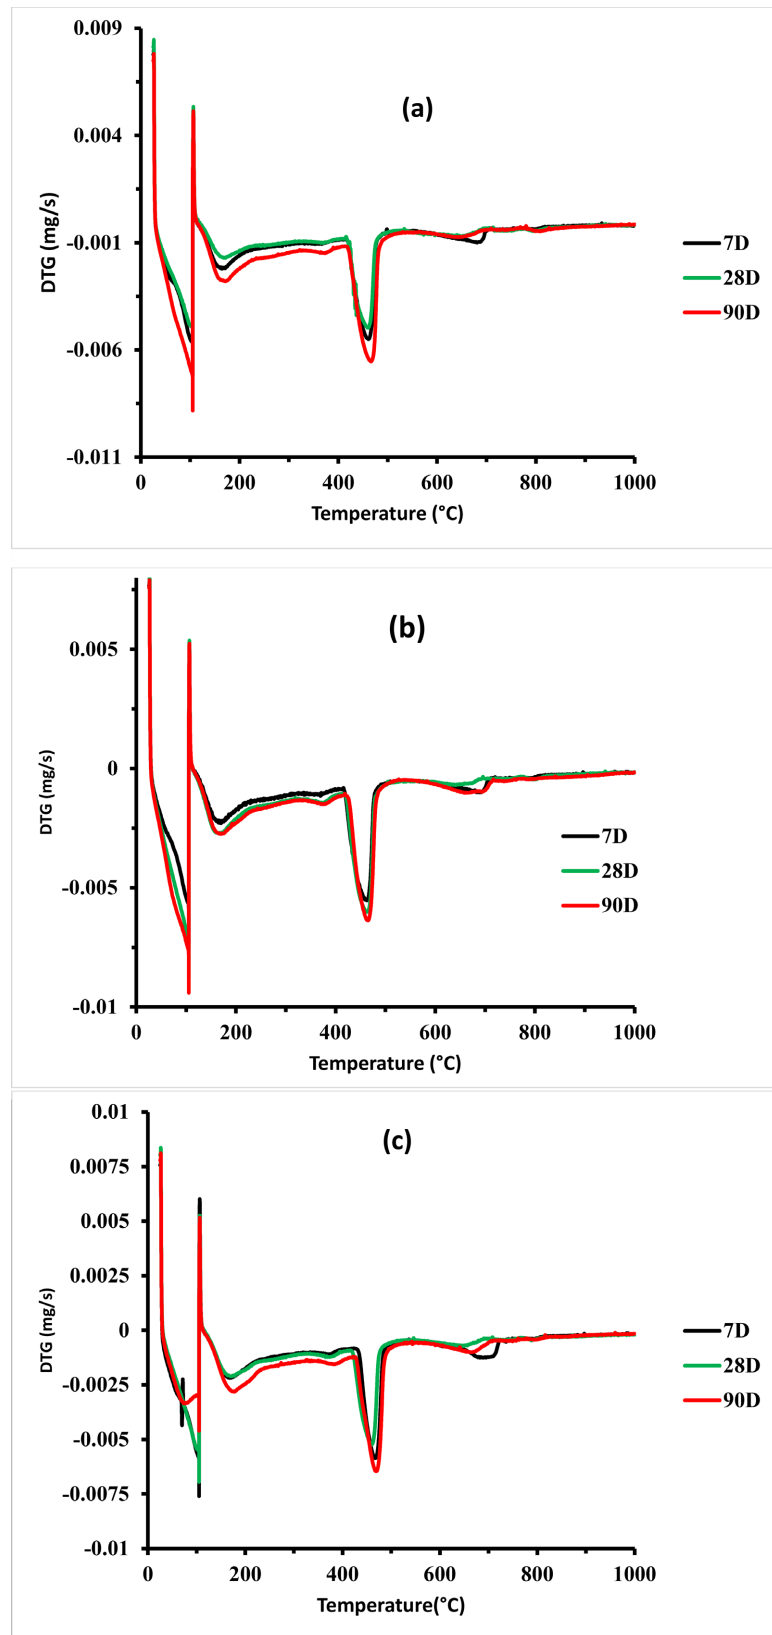 0.009
(a)
0.004
DTG (mg/s)
-0.001
7D
28D
90D
-0.006
-0.011
0 200 400 600 800 1000
Temperature (°C)
(b)
0.005
0
DTG (mg/s)
7D
28D
90D
-0.005
-0.01
0 200 400 600 800 1000
Temperature (°C)
0.01
(c)
0.0075
0.005
0.0025
0
DTG (mg/s)
7D
28D
90D
-0.0025
-0.005
-0.0075
-0.01
0 200 400 600 800 1000
Temperature(°C)